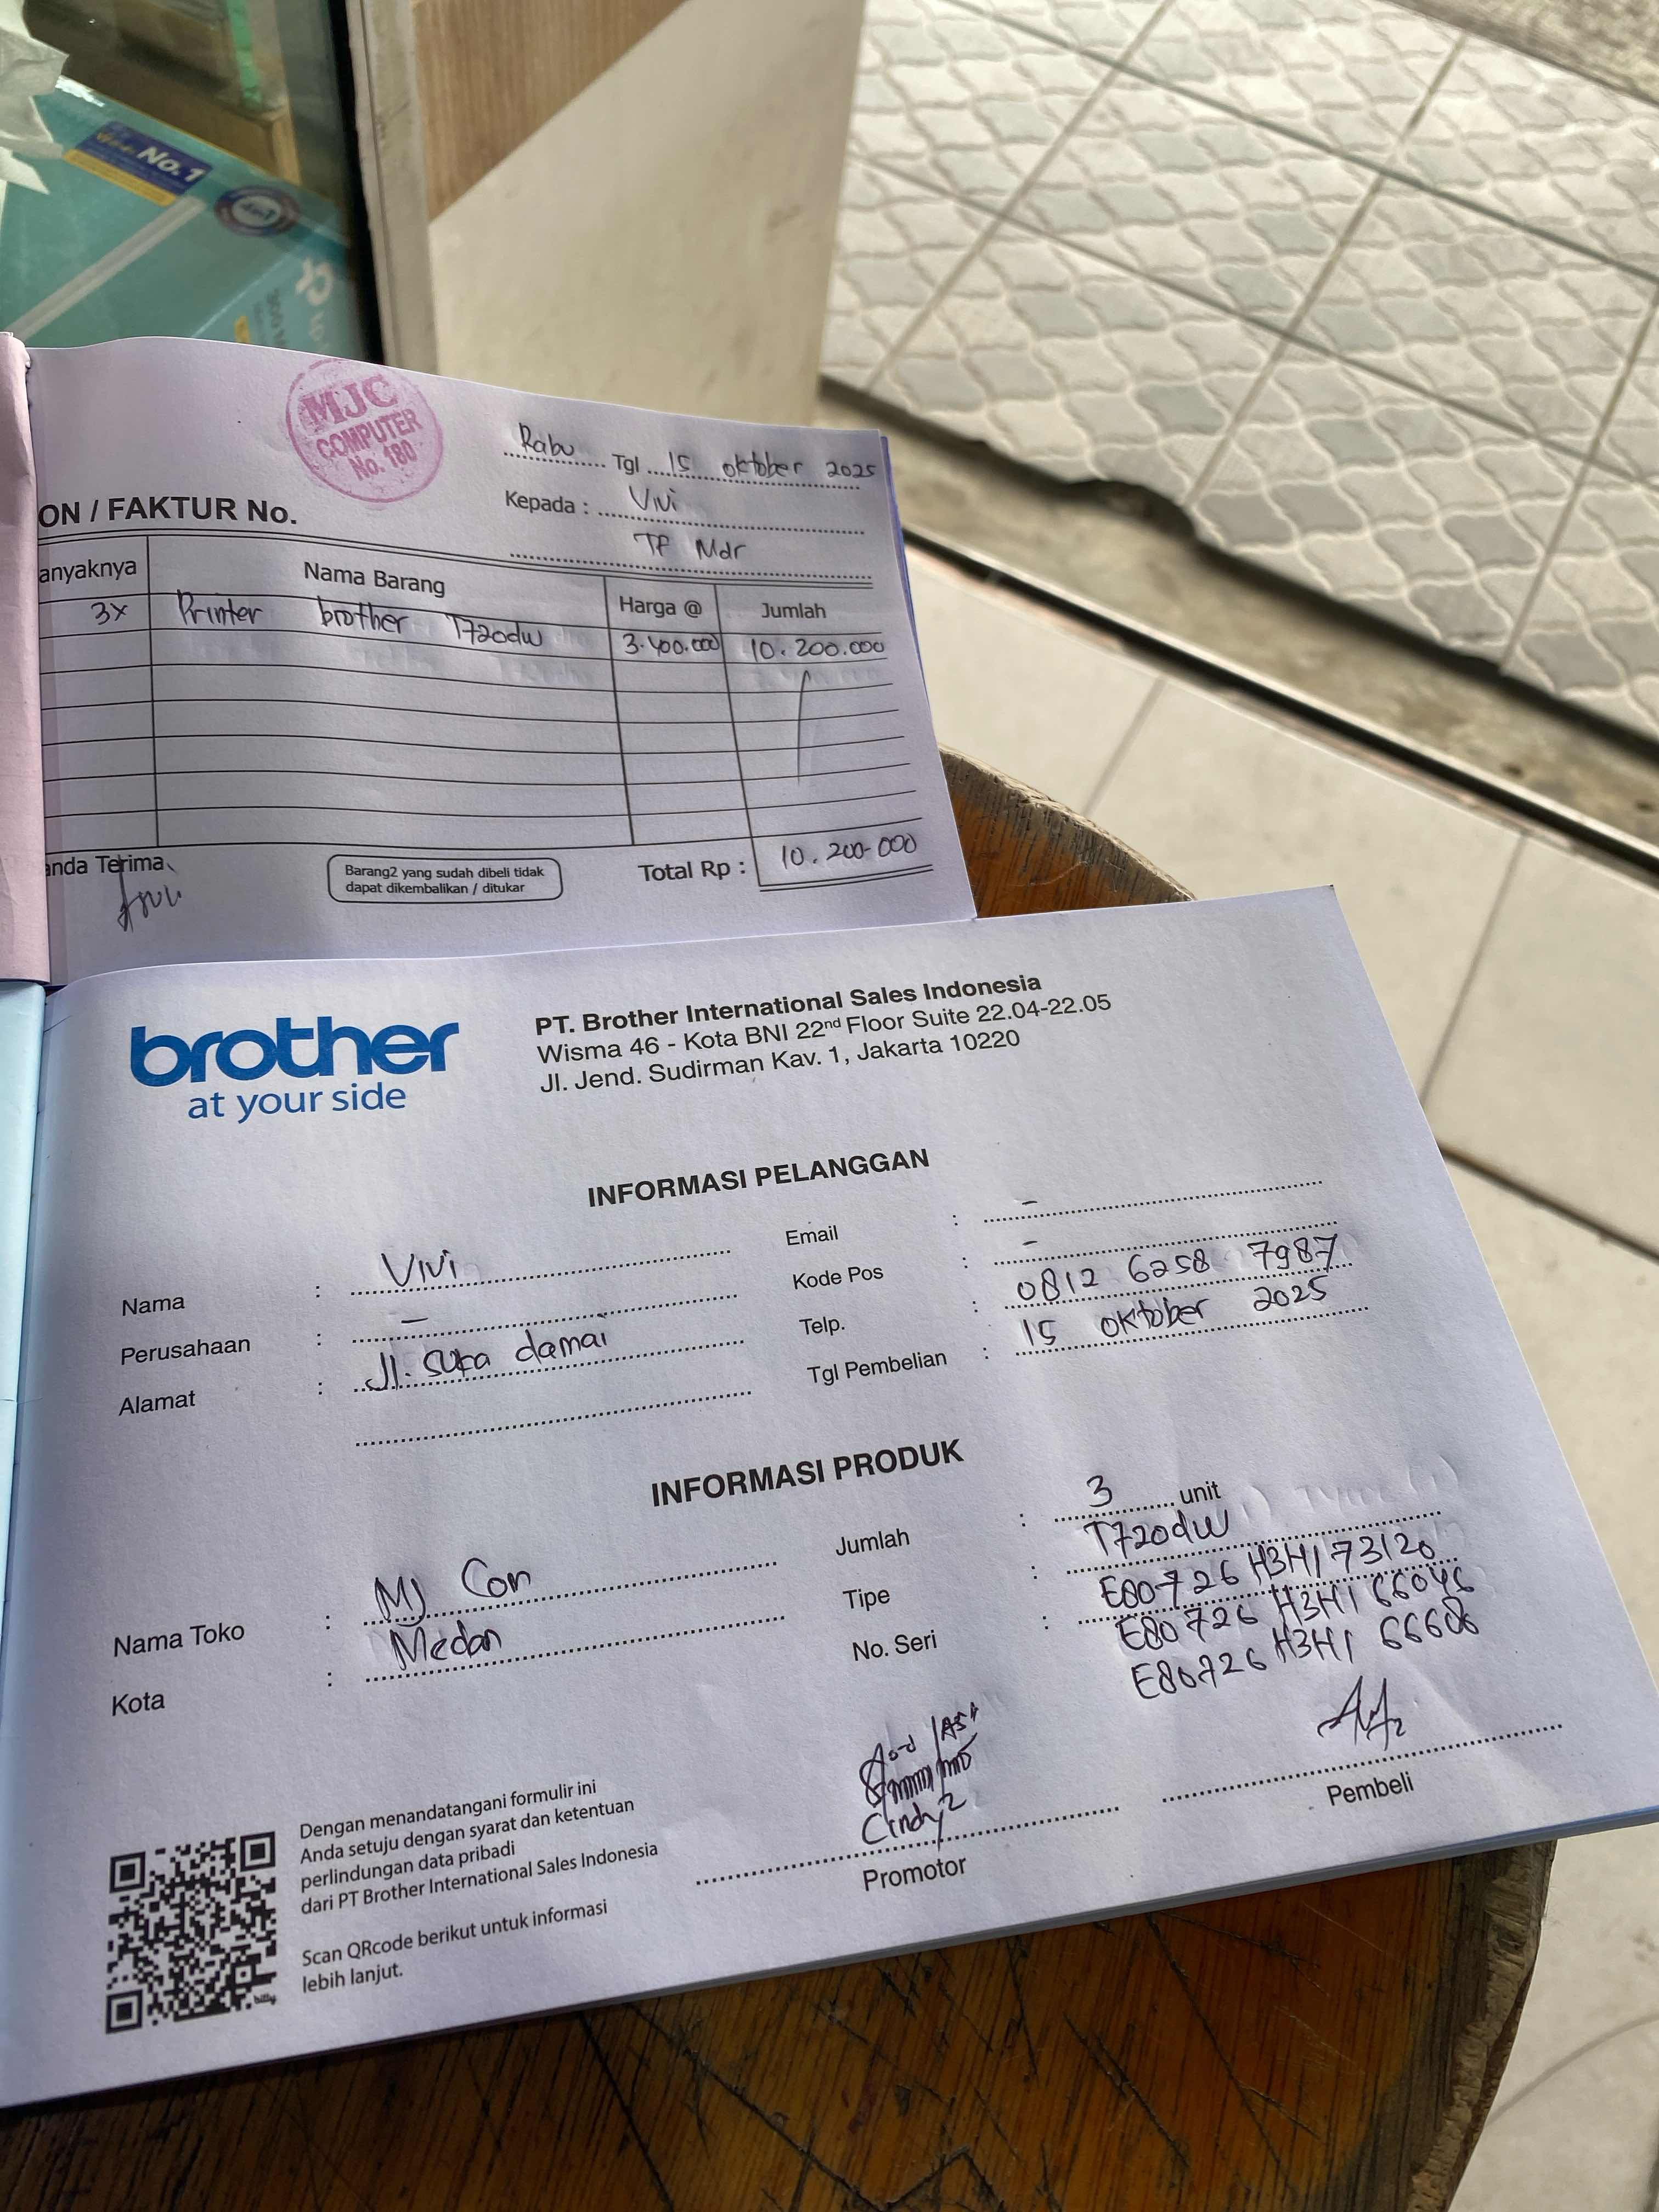 No. 1
MJC
COMPUTER
No. 180
Rabu Tgl 15 oktober 2025
Kepada : Vivi
TP Mdr
ON / FAKTUR No.
anyaknya Nama Barang Harga @ Jumlah
3x Printer brother T720dw 3.400.000 10.200.000
anda Terima
Barang2 yang sudah dibeli tidak
dapat dikembalikan / ditukar
Total Rp : 10.200.000
brother
at your side
PT. Brother International Sales Indonesia
Wisma 46 - Kota BNI 22nd Floor Suite 22.04-22.05
Jl. Jend. Sudirman Kav. 1, Jakarta 10220
INFORMASI PELANGGAN
Nama : Vivi
Perusahaan : -
Alamat : Jl. suka damai
Email : -
Kode Pos : -
Telp. : 0812 6258 7987
Tgl Pembelian : 15 oktober 2025
INFORMASI PRODUK
Nama Toko : MJ Com
Kota : Medan
Jumlah : 3 unit
Tipe : T720dw
No. Seri : E80726 H3H173120
E80726 H3H166046
E80726 H3H1 66606
Cindy2
Promotor
Pembeli
Dengan menandatangani formulir ini
Anda setuju dengan syarat dan ketentuan
perlindungan data pribadi
dari PT Brother International Sales Indonesia
Scan QRcode berikut untuk informasi
lebih lanjut.